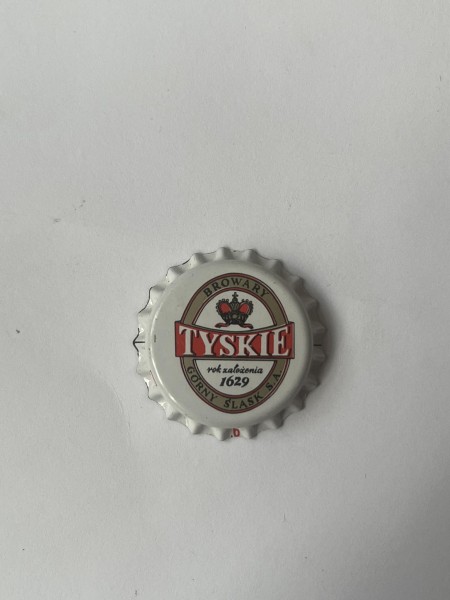 BROWARY
TYSKIE
rok założenia
1629
GÓRNY ŚLĄSK S.A.